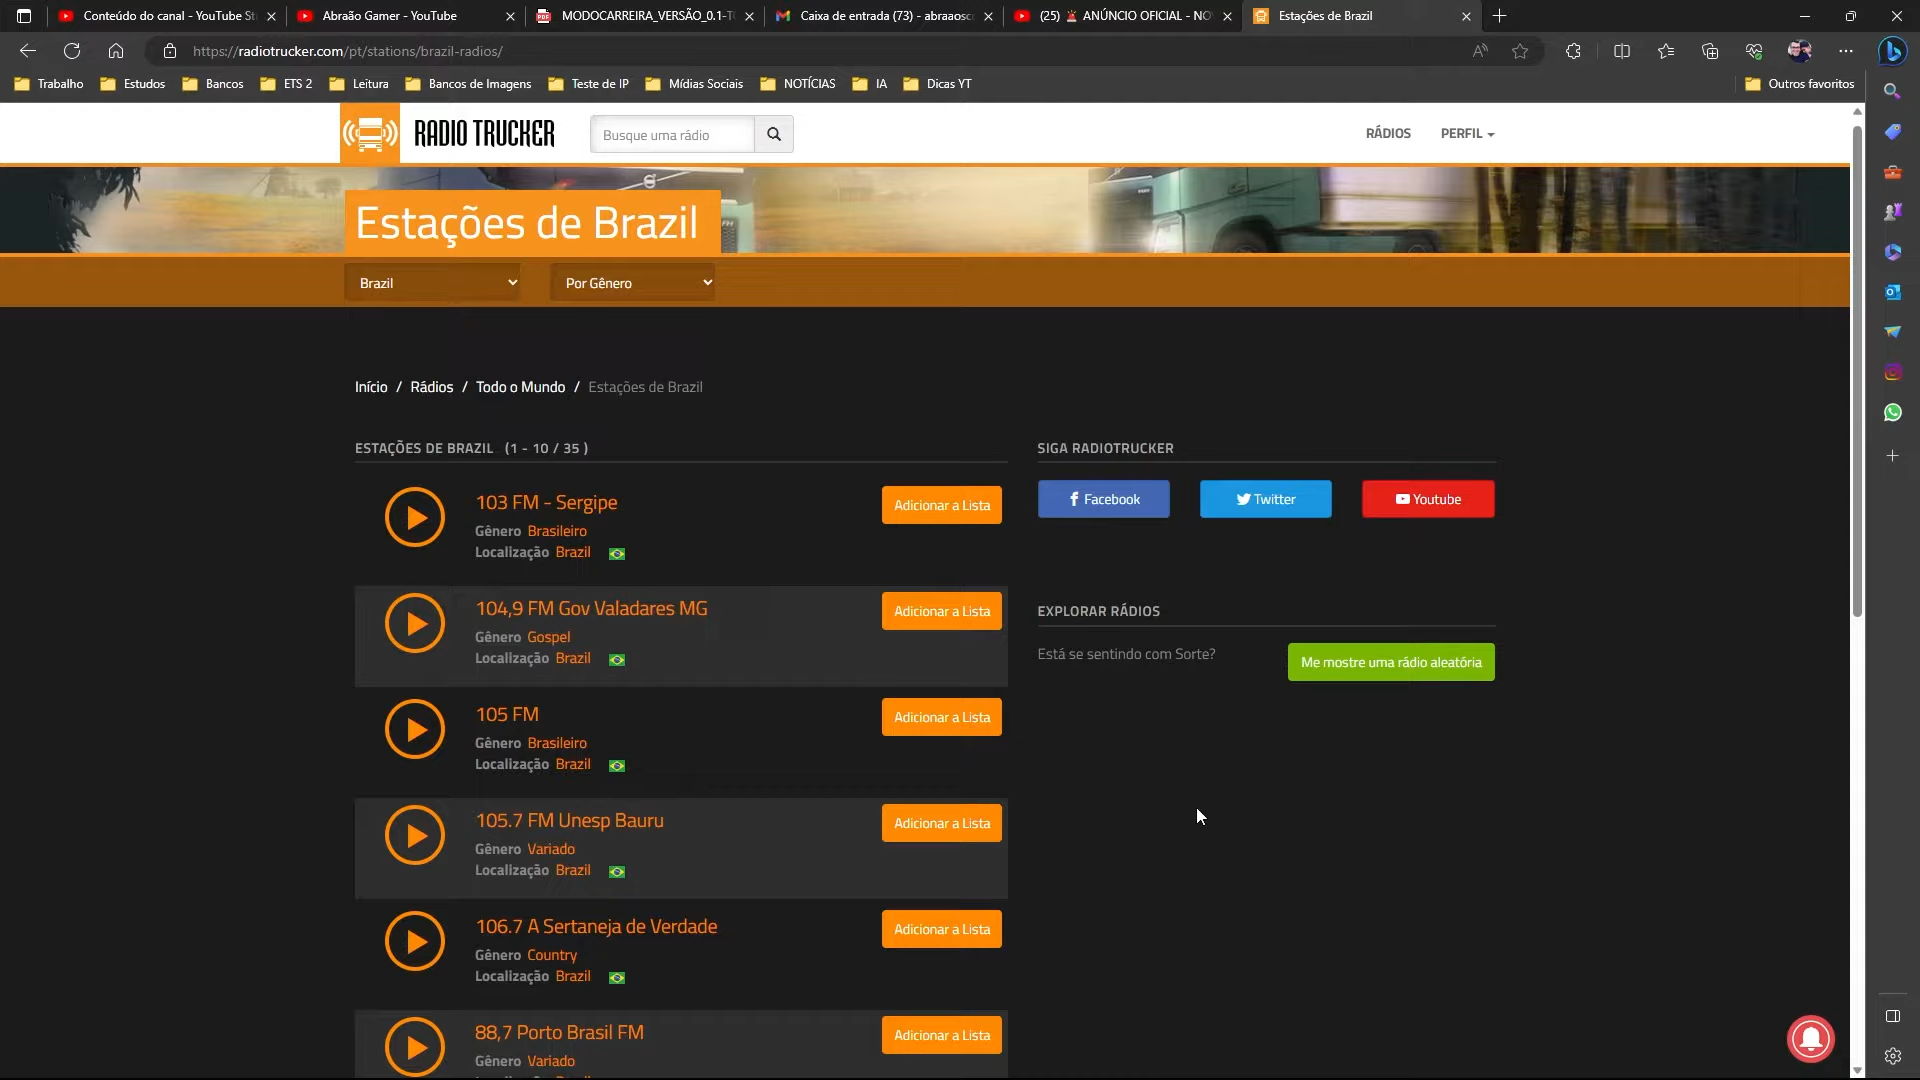 Conteúdo do canal - YouTube St
Abraão Gamer - YouTube
MODOCARREIRA_VERSÃO_0.1-T
Caixa de entrada (73) - abraaosc
(25) 🚨 ANÚNCIO OFICIAL - NO
Estações de Brazil
https://radiotrucker.com/pt/stations/brazil-radios/
Trabalho
Estudos
Bancos
ETS 2
Leitura
Bancos de Imagens
Teste de IP
Mídias Sociais
NOTÍCIAS
IA
Dicas YT
Outros favoritos
RADIO TRUCKER
Busque uma rádio
RÁDIOS
PERFIL
Estações de Brazil
Brazil
Por Gênero
Início / Rádios / Todo o Mundo / Estações de Brazil
ESTAÇÕES DE BRAZIL (1 - 10 / 35 )
103 FM - Sergipe
Gênero Brasileiro
Localização Brazil
Adicionar a Lista
104,9 FM Gov Valadares MG
Gênero Gospel
Localização Brazil
Adicionar a Lista
105 FM
Gênero Brasileiro
Localização Brazil
Adicionar a Lista
105.7 FM Unesp Bauru
Gênero Variado
Localização Brazil
Adicionar a Lista
106.7 A Sertaneja de Verdade
Gênero Country
Localização Brazil
Adicionar a Lista
88,7 Porto Brasil FM
Gênero Variado
Adicionar a Lista
SIGA RADIOTRUCKER
Facebook
Twitter
Youtube
EXPLORAR RÁDIOS
Está se sentindo com Sorte?
Me mostre uma rádio aleatória